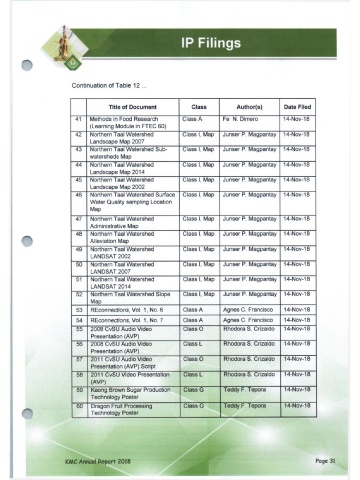 IP Filings
Continuation of Table 12 ...
Title of Document Class Author(s) Date Filed
41 Methods in Food Research Class A Fe N. Dimero 14-Nov-18
(Learning Module in FTEC 60)
42 Northern Taal Watershed Class I, Map Junser P. Magpantay 14-Nov-18
Landscape Map 2007
43 Northern Taal Watershed Sub- Class I, Map Junser P. Magpantay 14-Nov-18
watersheds Map
44 Northern Taal Watershed Class I, Map Junser P. Magpantay 14-Nov-18
Landscape Map 2014
45 Northern Taal Watershed Class I, Map Junser P. Magpantay 14-Nov-18
Landscape Map 2002
46 Northern Taal Watershed Surface Class I, Map Junser P. Magpantay 14-Nov-18
Water Quality sampling Location
Map
47 Northern Taal Watershed Class I, Map Junser P. Magpantay 14-Nov-18
Administrative Map
48 Northern Taal Watershed Class I, Map Junser P. Magpantay 14-Nov-18
Alleviation Map
49 Northern Taal Watershed Class I, Map Junser P. Magpantay 14-Nov-18
LANDSAT 2002
50 Northern Taal Watershed Class I, Map Junser P. Magpantay 14-Nov-18
LANDSAT 2007
51 Northern Taal Watershed Class I, Map Junser P. Magpantay 14-Nov-18
LANDSAT 2014
52 Northern Taal Watershed Slope Class I, Map Junser P. Magpantay 14-Nov-18
Map
53 REconnections, Vol. 1, No. 6 Class A Agnes C. Francisco 14-Nov-18
54 REconnections, Vol. 1, No. 7 Class A Agnes C. Francisco 14-Nov-18
55 2008 CvSU Audio Video Class O Rhodora S. Crizaldo 14-Nov-18
Presentation (AVP)
56 2008 CvSU Audio Video Class L Rhodora S. Crizaldo 14-Nov-18
Presentation (AVP)
57 2011 CvSU Audio Video Class O Rhodora S. Crizaldo 14-Nov-18
Presentation (AVP) Script
58 2011 CvSU Video Presentation Class L Rhodora S. Crizaldo 14-Nov-18
(AVP)
59 Kaong Brown Sugar Production Class G Teddy F. Tepora 14-Nov-18
Technology Poster
60 Dragon Fruit Processing Class G Teddy F. Tepora 14-Nov-18
Technology Poster
KMC Annual Report 2018 Page 31